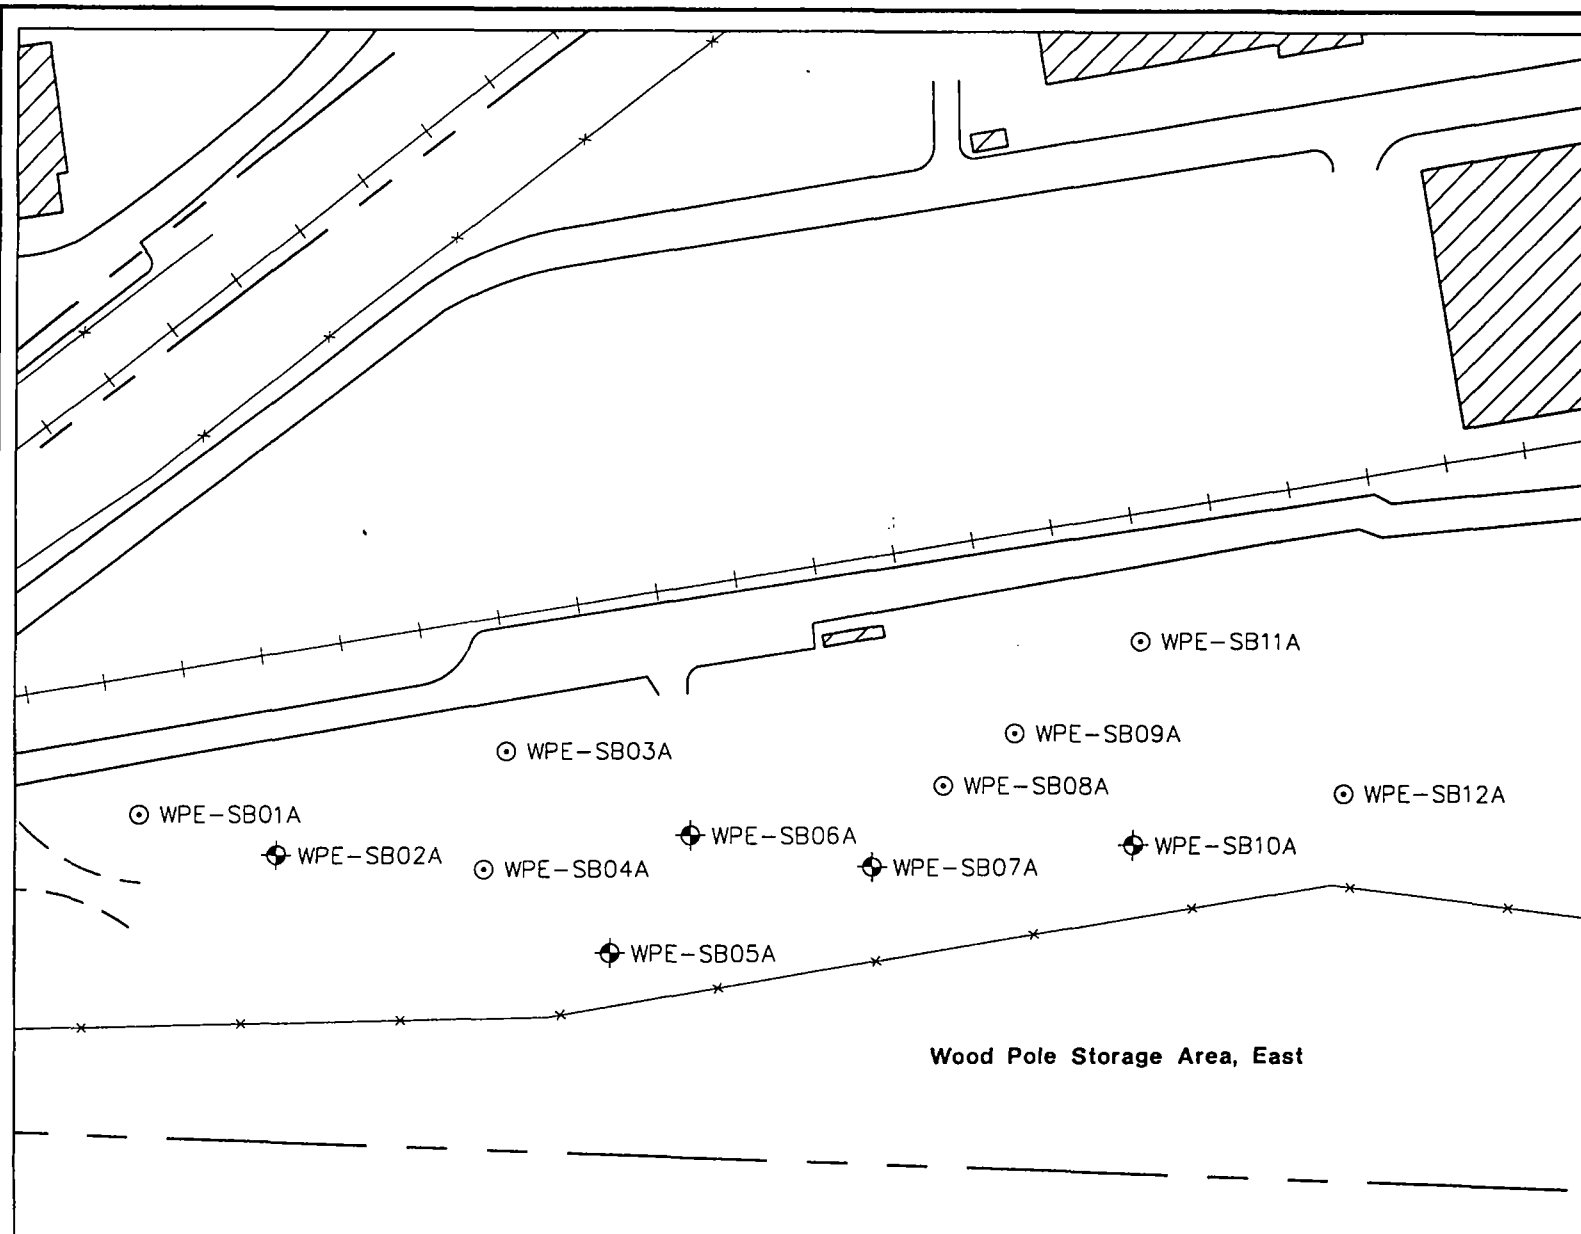 WPE-SB11A
WPE-SB09A
WPE-SB03A
WPE-SB08A
WPE-SB12A
WPE-SB01A
WPE-SB06A
WPE-SB10A
WPE-SB02A
WPE-SB04A
WPE-SB07A
WPE-SB05A
Wood Pole Storage Area, East